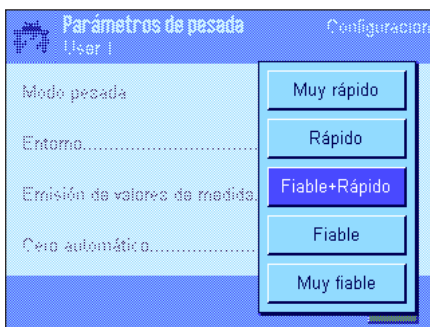 Parámetros de pesada
Configuracion
User 1
Modo pesada
Entorno
Emisión de valores de medida.
Cero automático
Muy rápido
Rápido
Fiable+Rápido
Fiable
Muy fiable